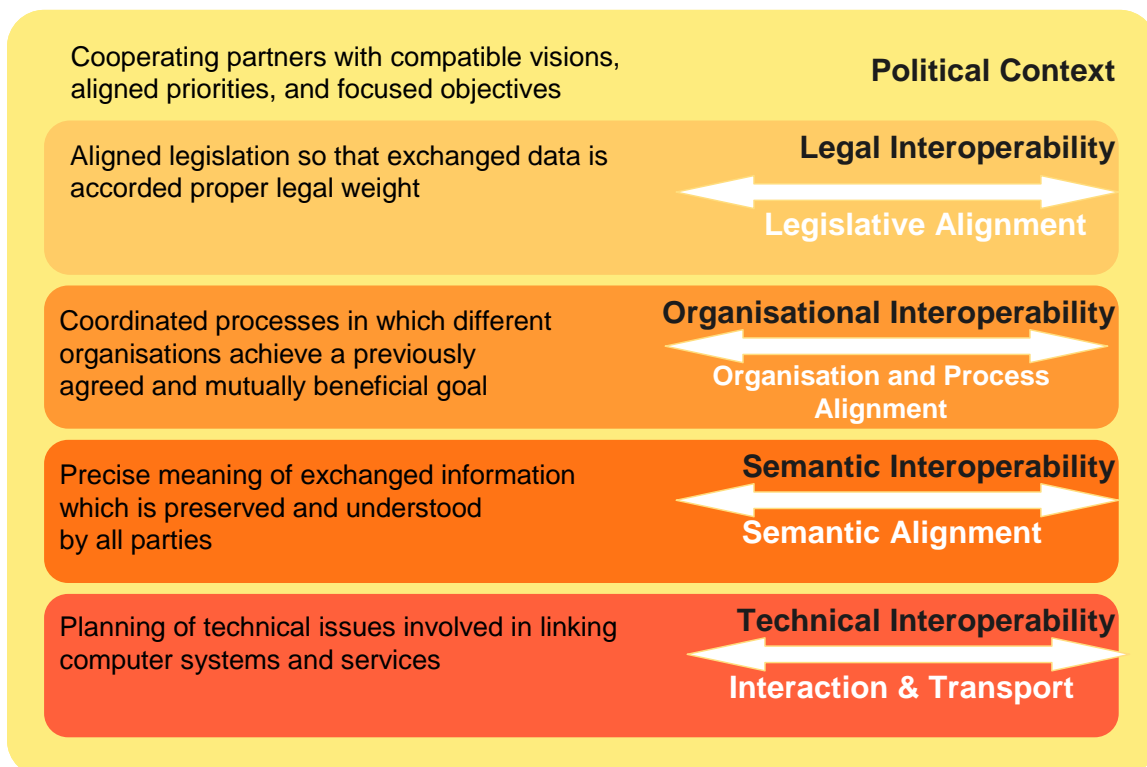 Cooperating partners with compatible visions,
aligned priorities, and focused objectives
Political Context
Aligned legislation so that exchanged data is
accorded proper legal weight
Legal Interoperability
Legislative Alignment
Coordinated processes in which different
organisations achieve a previously
agreed and mutually beneficial goal
Organisational Interoperability
Organisation and Process
Alignment
Precise meaning of exchanged information
which is preserved and understood
by all parties
Semantic Interoperability
Semantic Alignment
Planning of technical issues involved in linking
computer systems and services
Technical Interoperability
Interaction & Transport